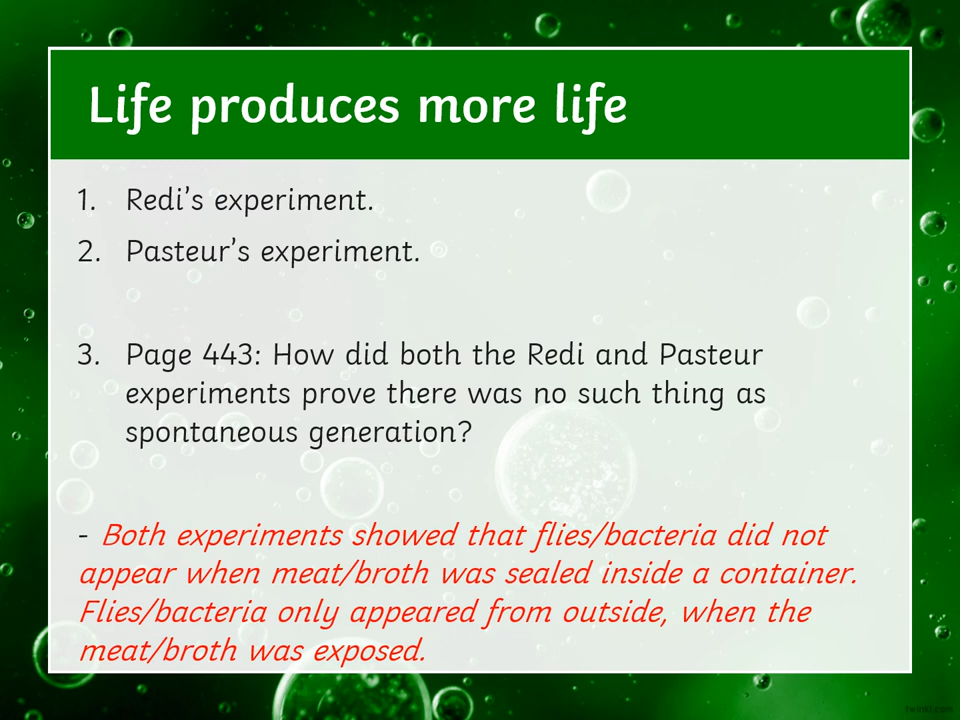 Life produces more life
1. Redi's experiment.
2. Pasteur's experiment.
3. Page 443: How did both the Redi and Pasteur
experiments prove there was no such thing as
spontaneous generation?
- Both experiments showed that flies/bacteria did not
appear when meat/broth was sealed inside a container.
Flies/bacteria only appeared from outside, when the
meat/broth was exposed.
twinkl.com